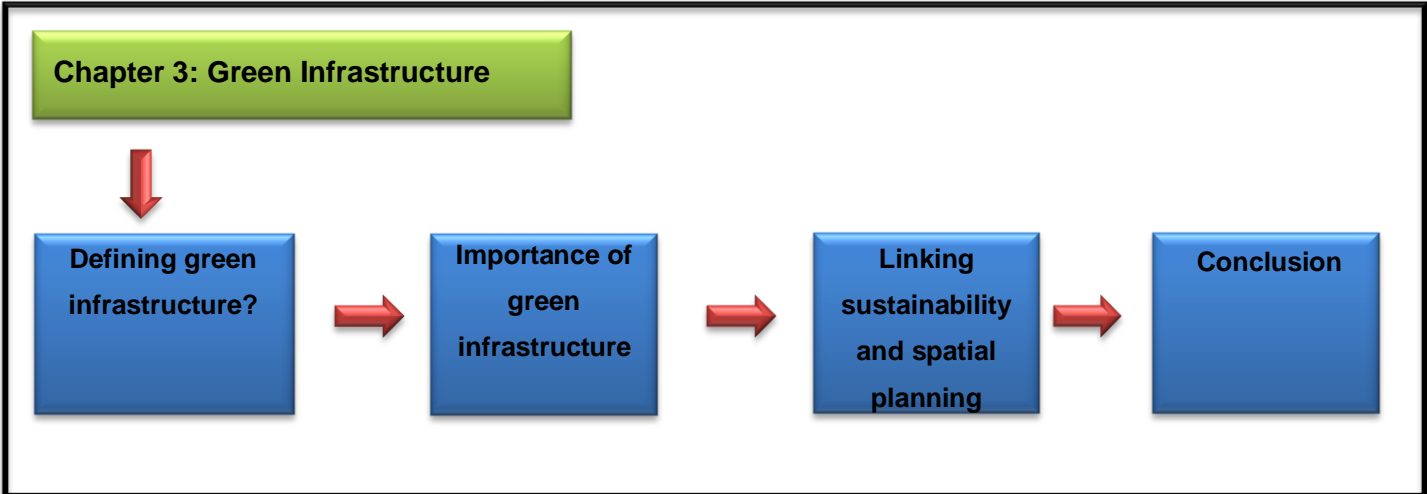 Chapter 3: Green Infrastructure
Defining green
infrastructure?
Importance of
green
infrastructure
Linking
sustainability
and spatial
planning
Conclusion